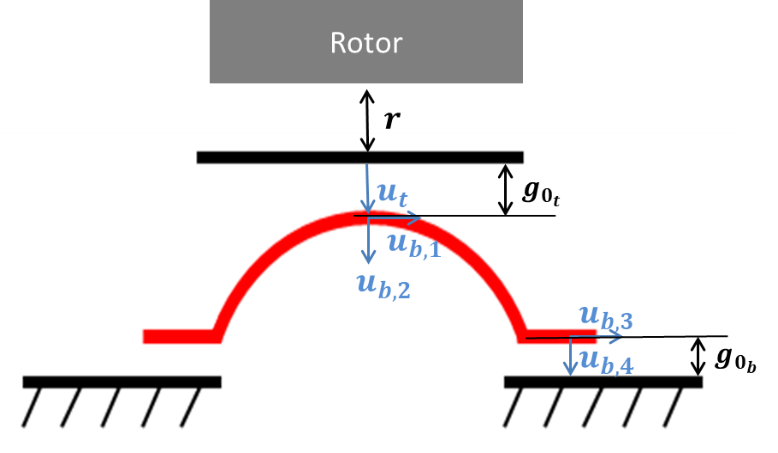 Rotor
r
u_t
g_{0_t}
u_{b,1}
u_{b,2}
u_{b,3}
u_{b,4}
g_{0_b}